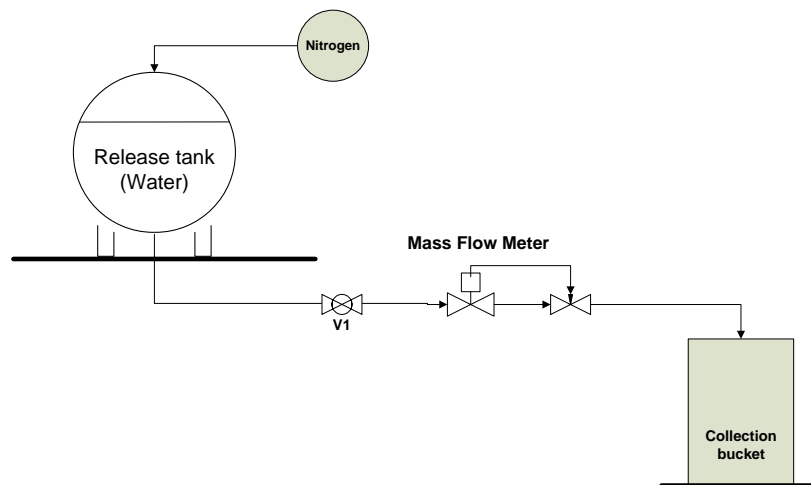 Nitrogen
Release tank
(Water)
Mass Flow Meter
V1
Collection
bucket